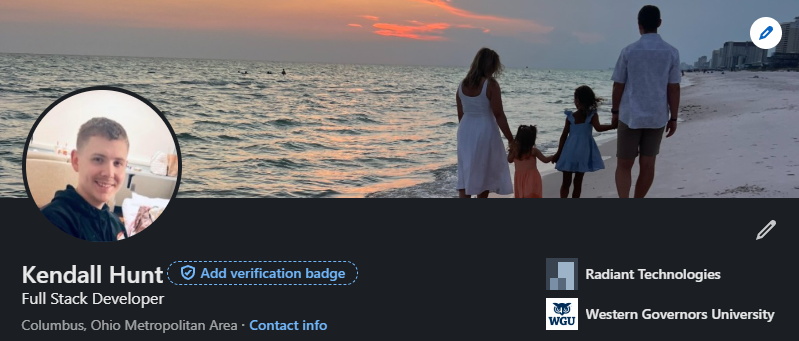 Kendall Hunt Add verification badge
Full Stack Developer
Columbus, Ohio Metropolitan Area · Contact info
Radiant Technologies
WGU
Western Governors University